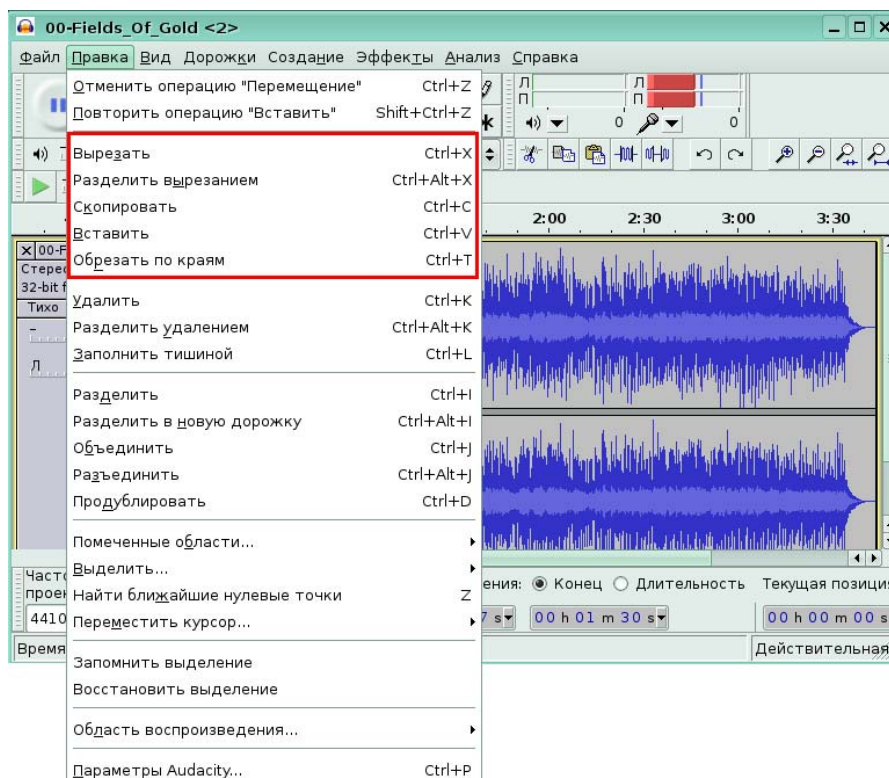 00-Fields_Of_Gold <2>
Файл Правка Вид Дорожки Создание Эффекты Анализ Справка
Отменить операцию "Перемещение" Ctrl+Z
Повторить операцию "Вставить" Shift+Ctrl+Z
Л Л
П П
0 0
Вырезать Ctrl+X
Разделить вырезанием Ctrl+Alt+X
Скопировать Ctrl+C
2:00 2:30 3:00 3:30
Вставить Ctrl+V
Обрезать по краям Ctrl+T
00-F
Стерео
32-bit f
Тихо
Л
Удалить Ctrl+K
Разделить удалением Ctrl+Alt+K
Заполнить тишиной Ctrl+L
Разделить Ctrl+I
Разделить в новую дорожку Ctrl+Alt+I
Объединить Ctrl+J
Разъединить Ctrl+Alt+J
Продублировать Ctrl+D
Помеченные области...
Выделить...
Найти ближайшие нулевые точки Z
Переместить курсор...
Запомнить выделение
Восстановить выделение
Область воспроизведения...
Параметры Audacity... Ctrl+P
Часто
проек
4410
Время
ения: Конец Длительность Текущая позици
7 s 00 h 01 m 30 s 00 h 00 m 00 s
Действительная